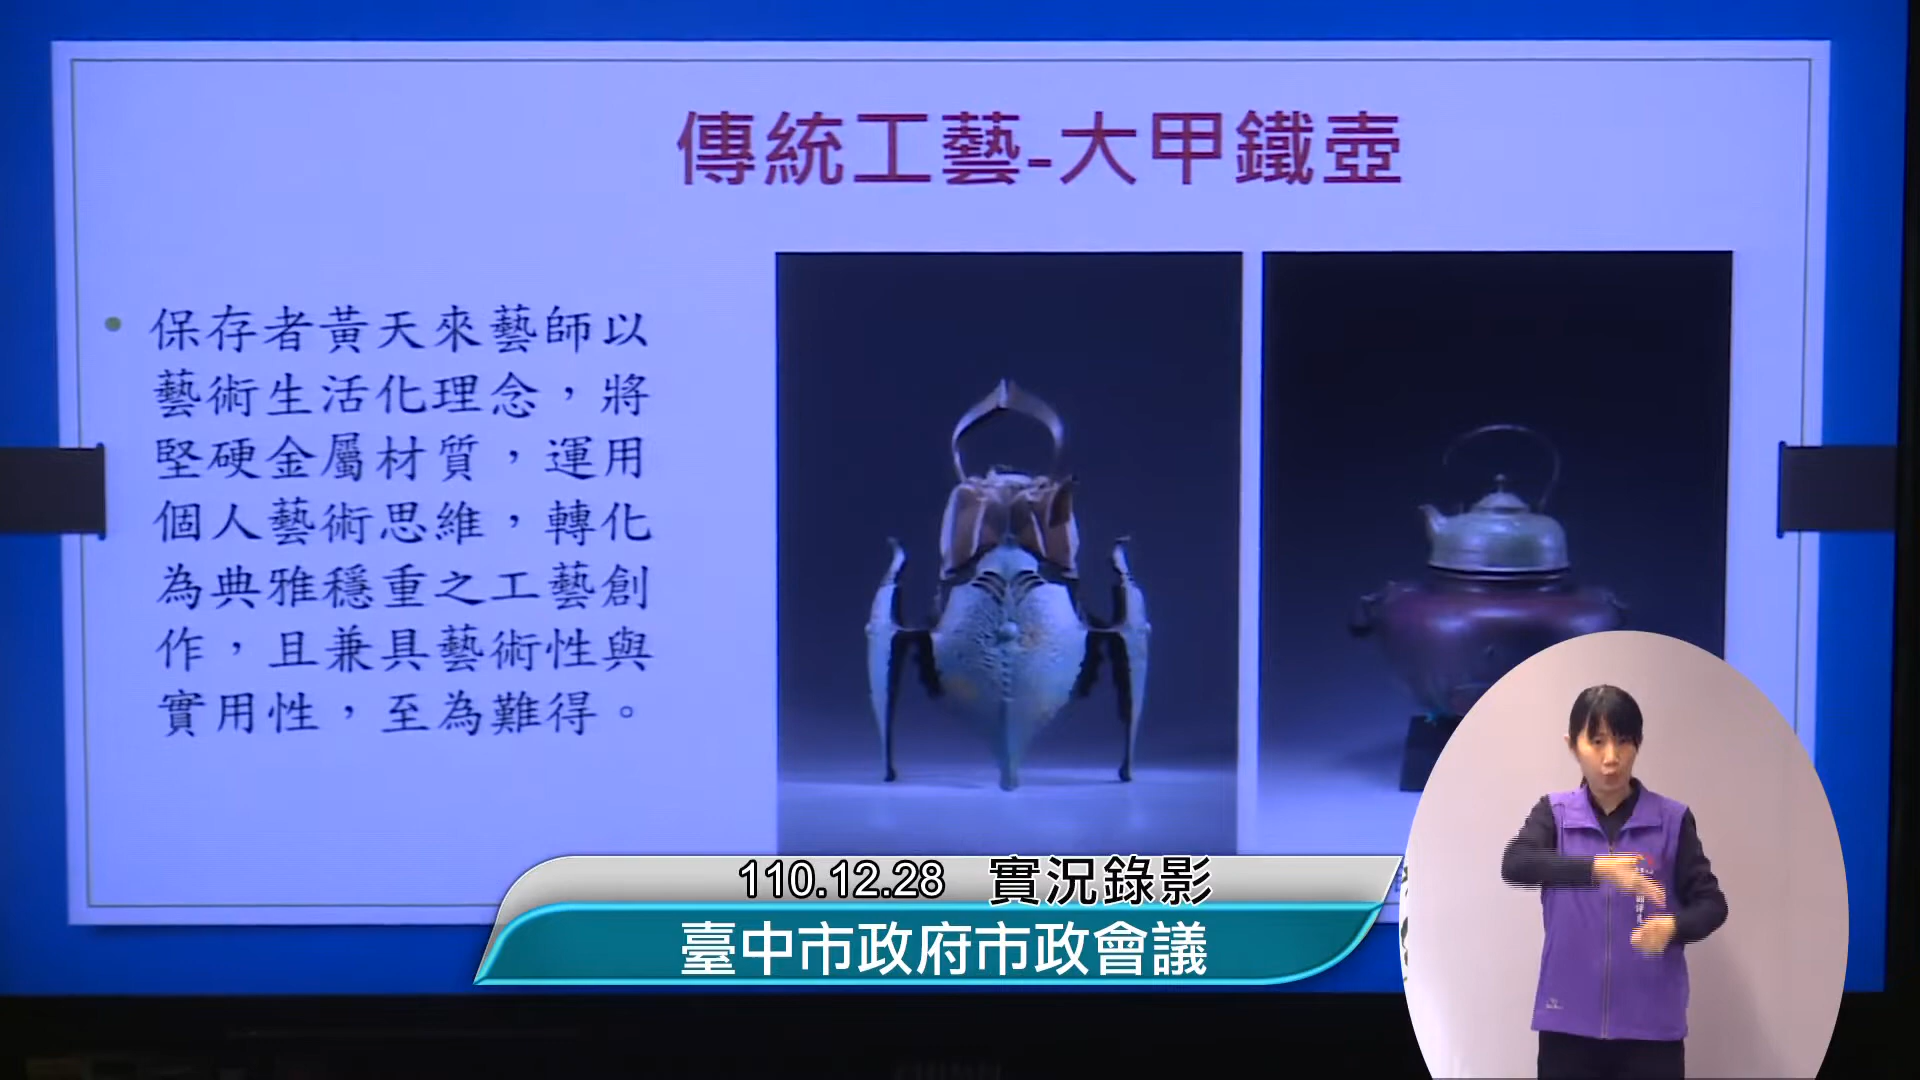 傳統工藝-大甲鐵壺
• 保存者黃天來藝師以
藝術生活化理念，將
堅硬金屬材質，運用
個人藝術思維，轉化
為典雅穩重之工藝創
作，且兼具藝術性與
實用性，至為難得。
110.12.28 實況錄影
臺中市政府市政會議